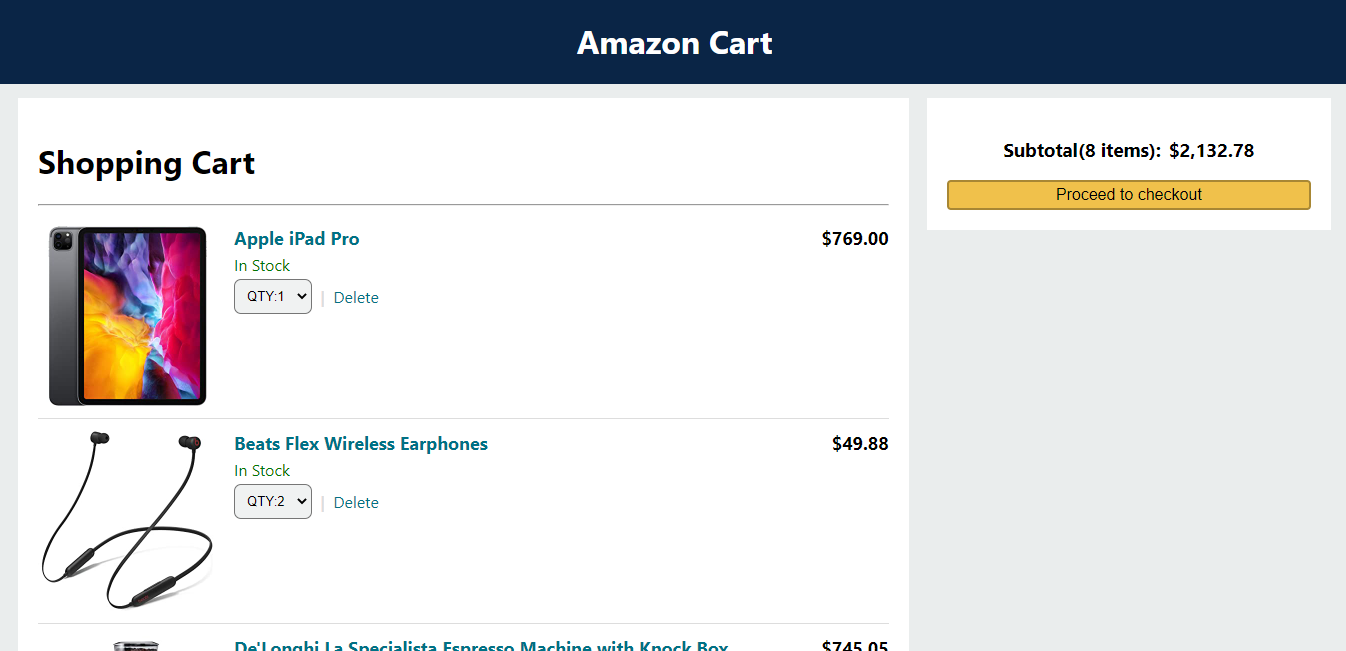 Amazon Cart
Shopping Cart
Apple iPad Pro
$769.00
In Stock
QTY:1
| Delete
Beats Flex Wireless Earphones
$49.88
In Stock
QTY:2
| Delete
De'Longhi La Specialista Espresso Machine with Knock Box
$745.05
Subtotal(8 items): $2,132.78
Proceed to checkout